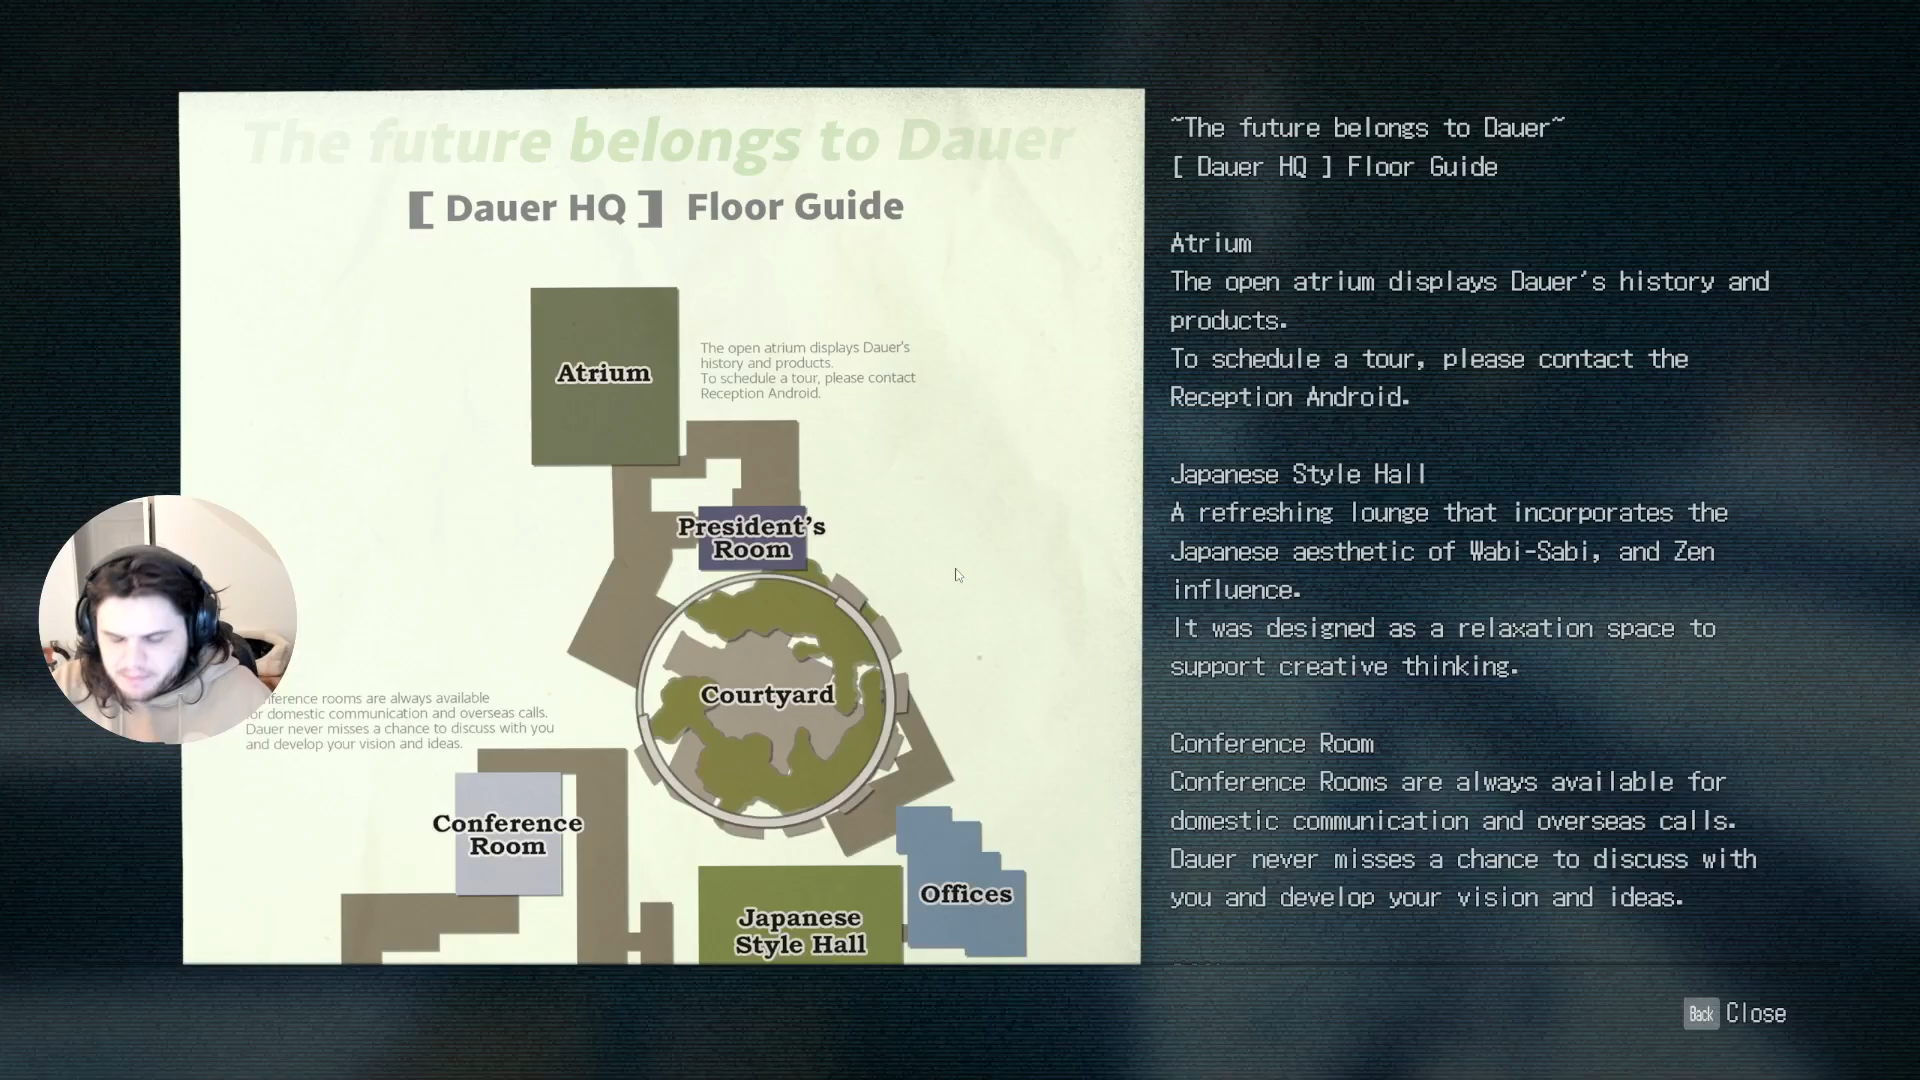 The future belongs to Dauer
[ Dauer HQ ] Floor Guide
Atrium
The open atrium displays Dauer's
history and products.
To schedule a tour, please contact
Reception Android.
President's
Room
Courtyard
rooms are always available
domestic communication and overseas calls.
Dauer never misses a chance to discuss with you
and develop your vision and ideas.
Conference
Room
Offices
Japanese
Style Hall
~The future belongs to Dauer~
[ Dauer HQ ] Floor Guide
Atrium
The open atrium displays Dauer's history and
products.
To schedule a tour, please contact the
Reception Android.
Japanese Style Hall
A refreshing lounge that incorporates the
Japanese aesthetic of Wabi-Sabi, and Zen
influence.
It was designed as a relaxation space to
support creative thinking.
Conference Room
Conference Rooms are always available for
domestic communication and overseas calls.
Dauer never misses a chance to discuss with
you and develop your vision and ideas.
Back Close